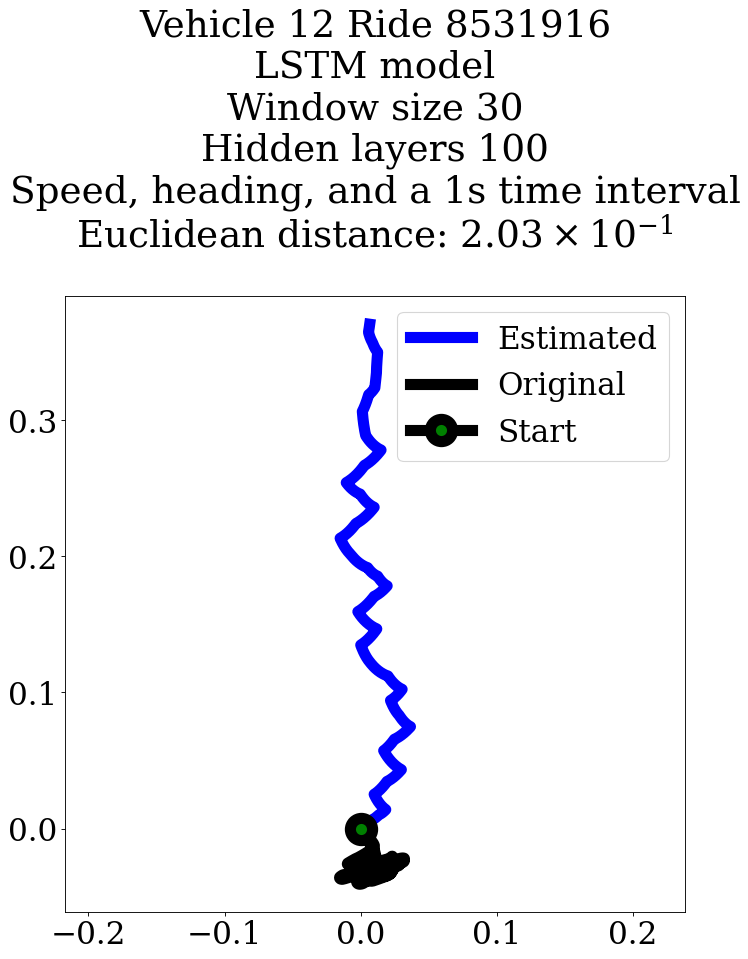 Vehicle 12 Ride 8531916
LSTM model
Window size 30
Hidden layers 100
Speed, heading, and a 1s time interval
Euclidean distance: 2.03 × 10⁻¹
Estimated
Original
Start
0.3
0.2
0.1
0.0
−0.2 −0.1 0.0 0.1 0.2